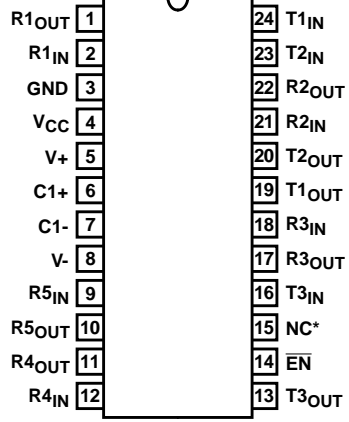 R1OUT 1 24 T1IN
R1IN 2 23 T2IN
GND 3 22 R2OUT
VCC 4 21 R2IN
V+ 5 20 T2OUT
C1+ 6 19 T1OUT
C1- 7 18 R3IN
V- 8 17 R3OUT
R5IN 9 16 T3IN
R5OUT 10 15 NC*
R4OUT 11 14 E̅N̅
R4IN 12 13 T3OUT